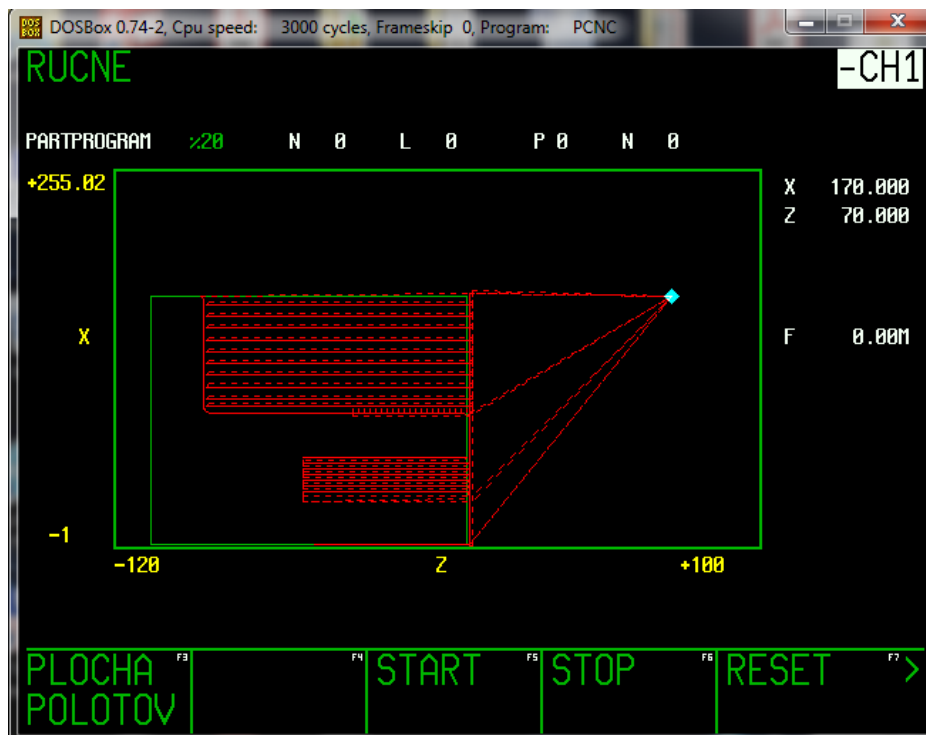 DOSBox 0.74-2, Cpu speed: 3000 cycles, Frameskip 0, Program: PCNC
RUCNE -CH1
PARTPROGRAM %20 N 0 L 0 P 0 N 0
+255.02
X 170.000
Z 70.000
X
F 0.00M
-1
-120 Z +100
PLOCHA POLOTOV F3
F4
START F5
STOP F6
RESET F7 >